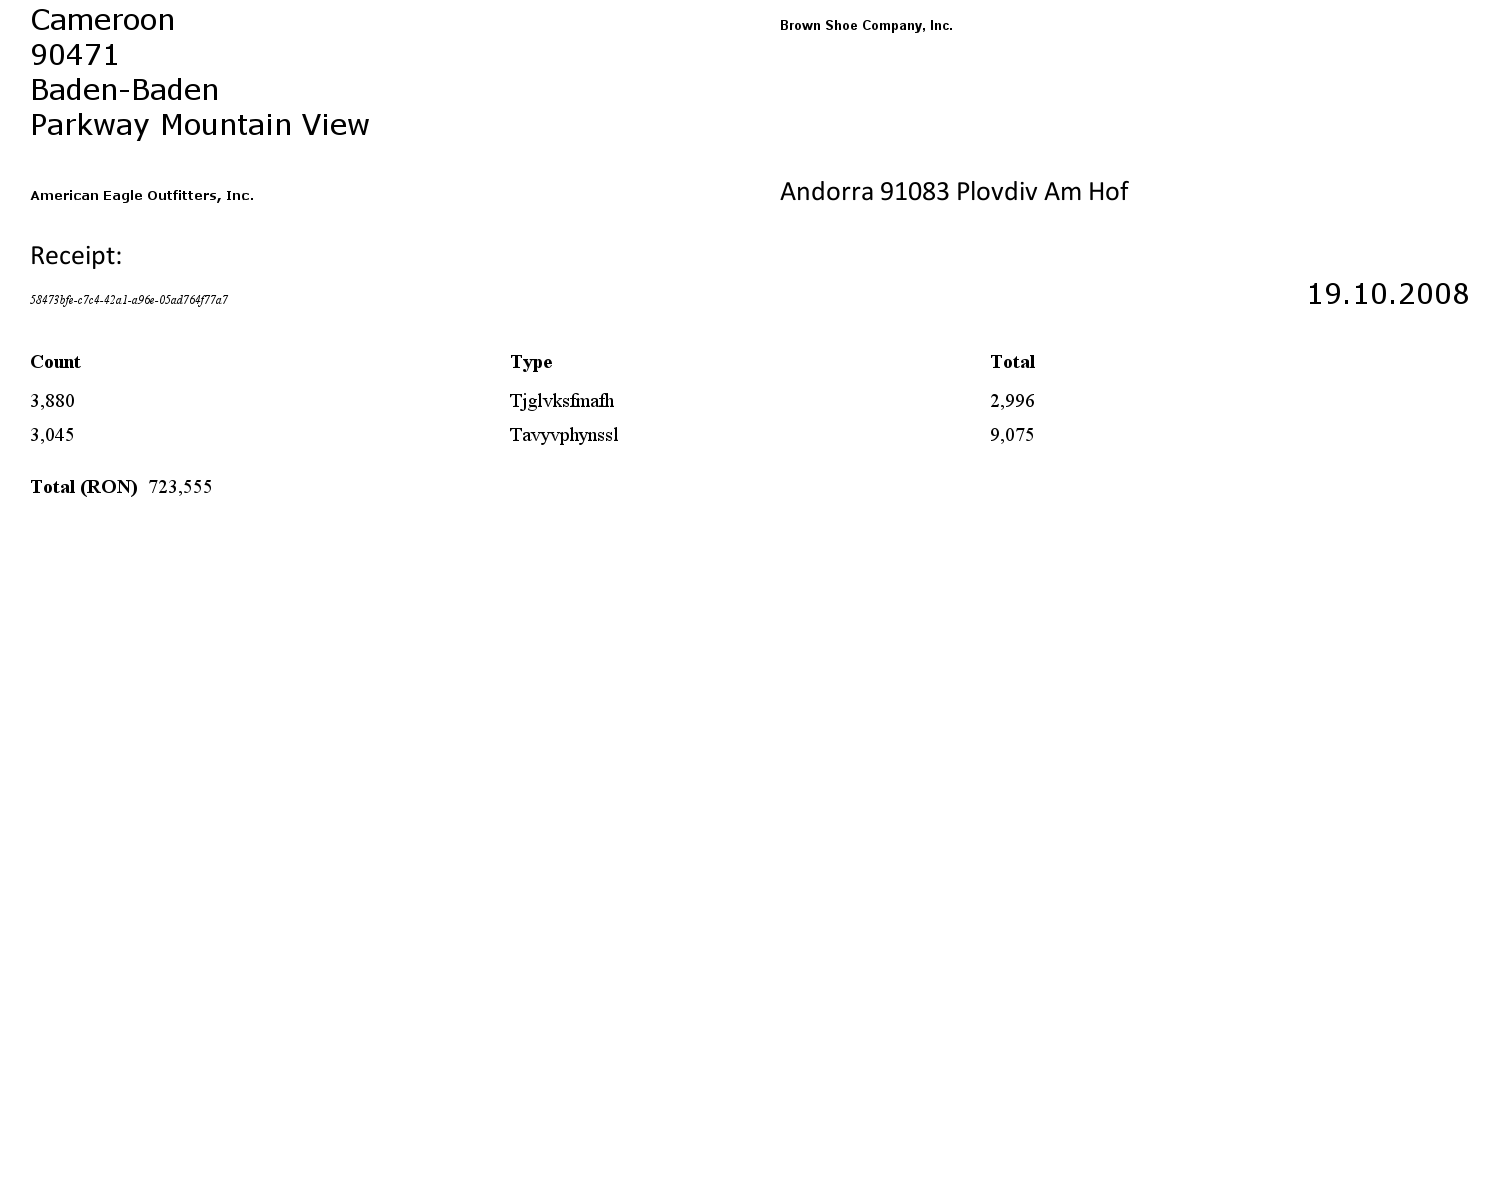 Cameroon
90471
Baden-Baden
Parkway Mountain View
Brown Shoe Company, Inc.
American Eagle Outfitters, Inc.
Andorra 91083 Plovdiv Am Hof
Receipt:
58473bfe-c7c4-42a1-a96e-05ad764f77a7
19.10.2008
Count Type Total
3,880 Tjglvksfmafh 2,996
3,045 Tavyvphynssl 9,075
Total (RON) 723,555